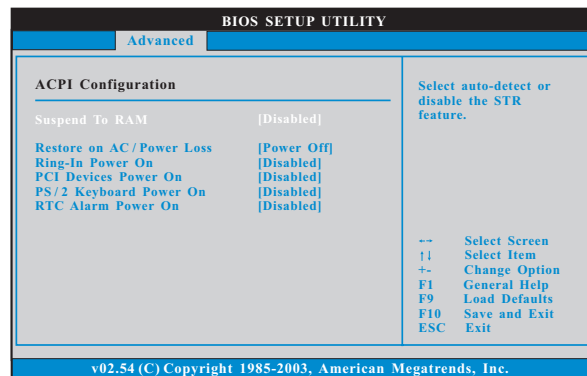 BIOS SETUP UTILITY
Advanced
ACPI Configuration
Suspend To RAM [Disabled]
Restore on AC / Power Loss [Power Off]
Ring-In Power On [Disabled]
PCI Devices Power On [Disabled]
PS / 2 Keyboard Power On [Disabled]
RTC Alarm Power On [Disabled]
Select auto-detect or
disable the STR
feature.
←→ Select Screen
↑↓ Select Item
+- Change Option
F1 General Help
F9 Load Defaults
F10 Save and Exit
ESC Exit
v02.54 (C) Copyright 1985-2003, American Megatrends, Inc.